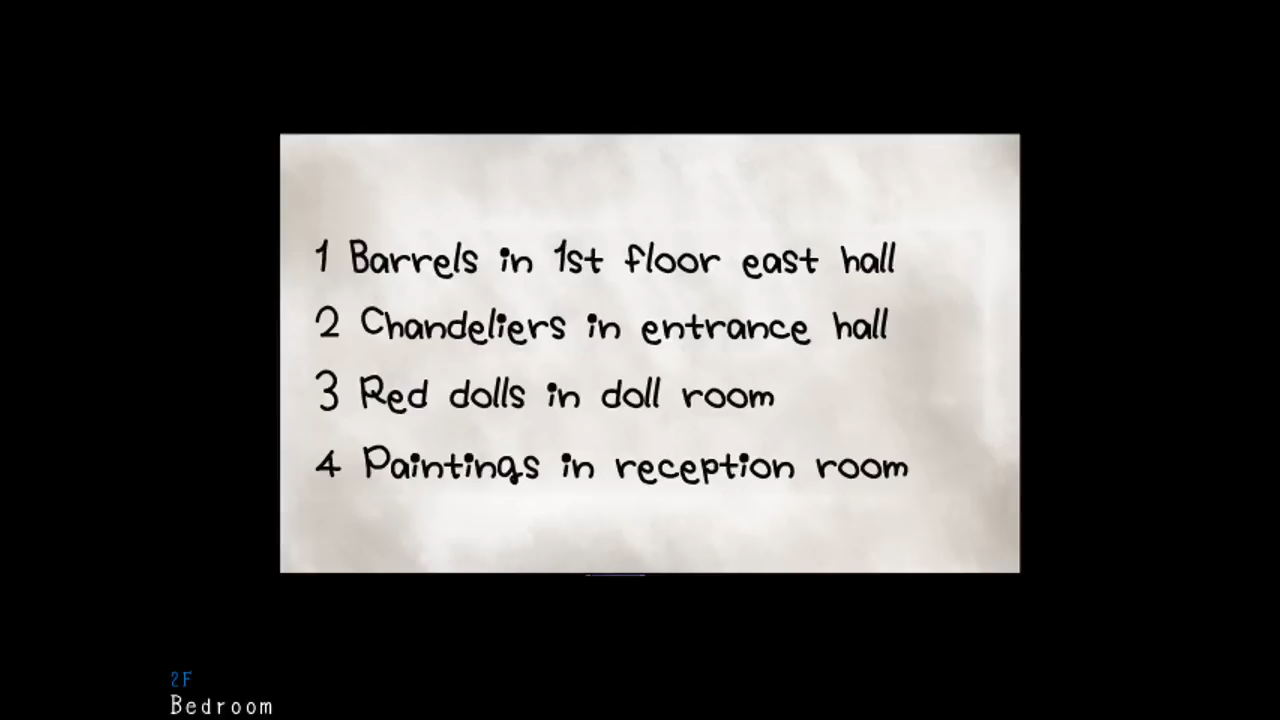 1 Barrels in 1st floor east hall
2 Chandeliers in entrance hall
3 Red dolls in doll room
4 Paintings in reception room
2F
Bedroom